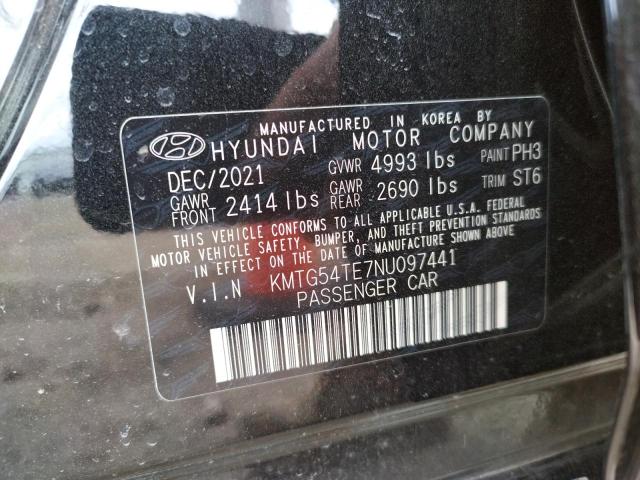 MANUFACTURED IN KOREA BY
HYUNDAI MOTOR COMPANY
DEC/2021 GVWR 4993 lbs PAINT PH3
GAWR FRONT 2414 lbs GAWR REAR 2690 lbs TRIM ST6
THIS VEHICLE CONFORMS TO ALL APPLICABLE U.S.A. FEDERAL
MOTOR VEHICLE SAFETY, BUMPER, AND THEFT PREVENTION STANDARDS
IN EFFECT ON THE DATE OF MANUFACTURE SHOWN ABOVE.
V.I.N KMTG54TE7NU097441
PASSENGER CAR